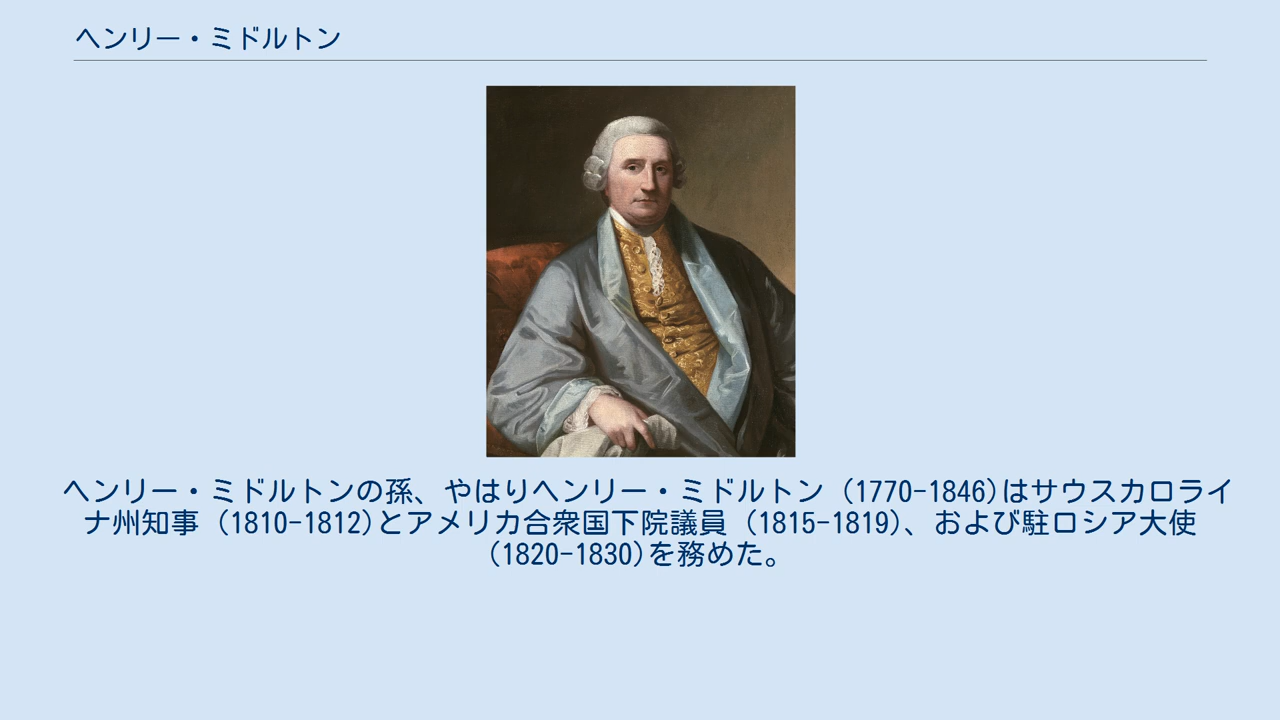 ヘンリー・ミドルトン
ヘンリー・ミドルトンの孫、やはりヘンリー・ミドルトン (1770-1846)はサウスカロライ
ナ州知事 (1810-1812)とアメリカ合衆国下院議員 (1815-1819)、および駐ロシア大使
(1820-1830)を務めた。